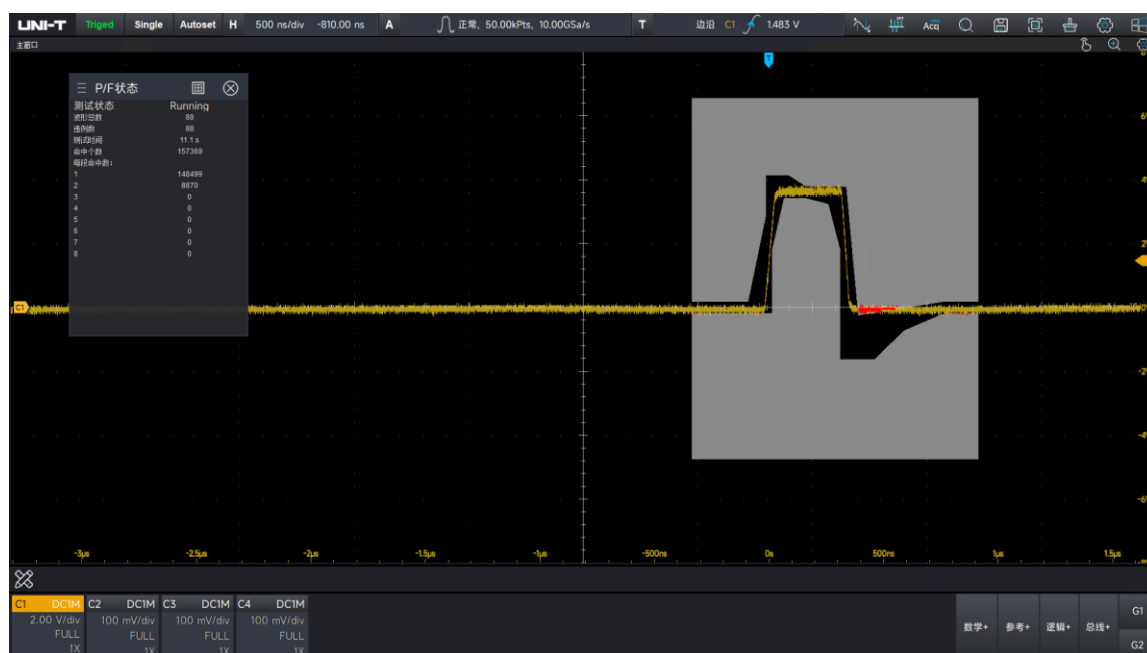 UNI-T Triged Single Autoset H 500 ns/div -810.00 ns A 正常, 50.00kPts, 10.00GSa/s T 边沿 C1 1.483 V Acq
主窗口
T
P/F状态
测试状态 Running
波形总数 88
违例数 88
测试时间 11.1 s
命中个数 157369
每段命中数:
1 148499
2 8870
3 0
4 0
5 0
6 0
7 0
8 0
C1
-3µs -2.5µs -2µs -1.5µs -1µs -500ns 0s 500ns 1µs 1.5µs
C1 DC1M C2 DC1M C3 DC1M C4 DC1M
2.00 V/div 100 mV/div 100 mV/div 100 mV/div
FULL FULL FULL FULL
1X 1X 1X 1X
数学+ 参考+ 逻辑+ 总线+
G1
G2